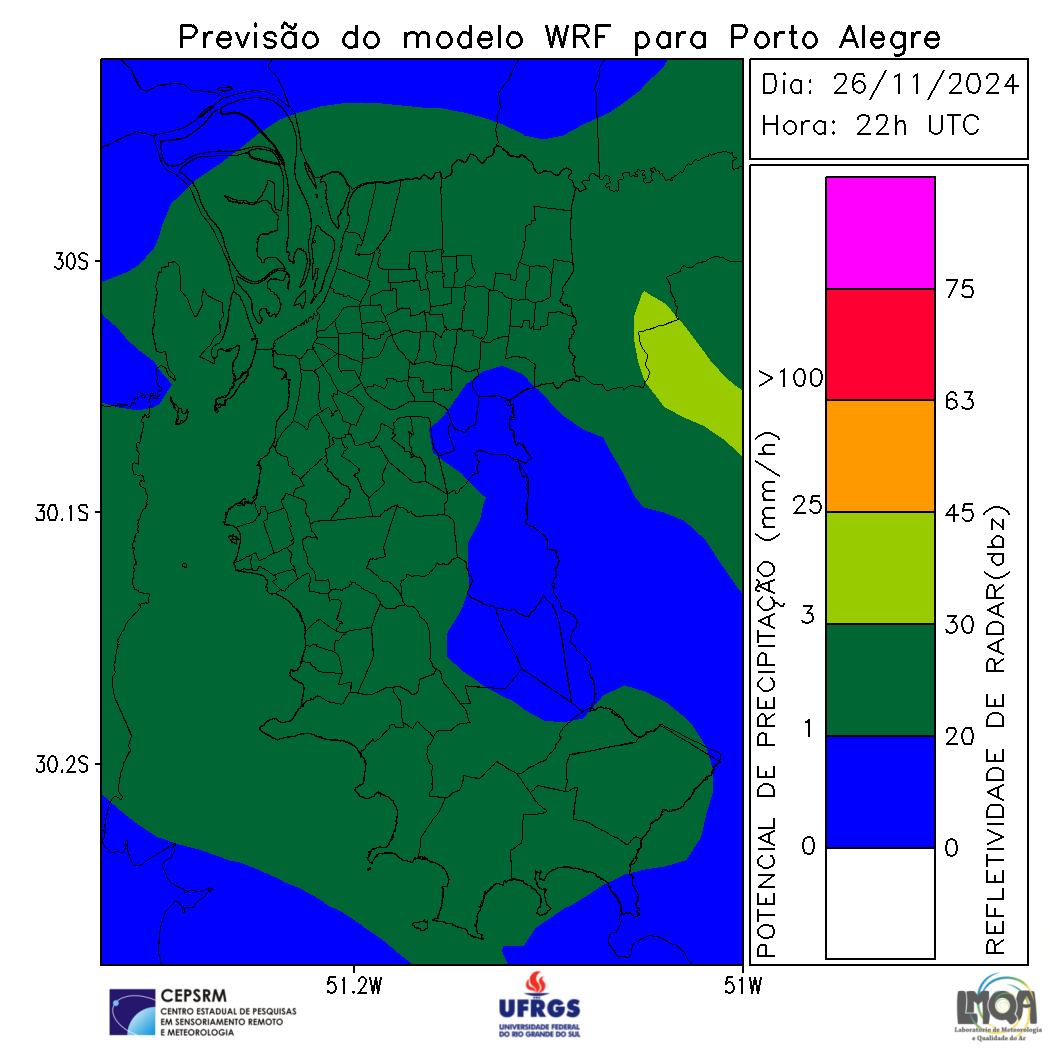 Previsão do modelo WRF para Porto Alegre
Dia: 26/11/2024
Hora: 22h UTC
30S
30.1S
30.2S
51.2W
51W
POTENCIAL DE PRECIPITAÇÃO (mm/h)
>100
25
3
1
0
75
63
45
30
20
0
REFLETIVIDADE DE RADAR(dbz)
CEPSRM
CENTRO ESTADUAL DE PESQUISAS
EM SENSORIAMENTO REMOTO
E METEOROLOGIA
UFRGS
UNIVERSIDADE FEDERAL
DO RIO GRANDE DO SUL
LMQA
Laboratório de Meteorologia
e Qualidade do Ar